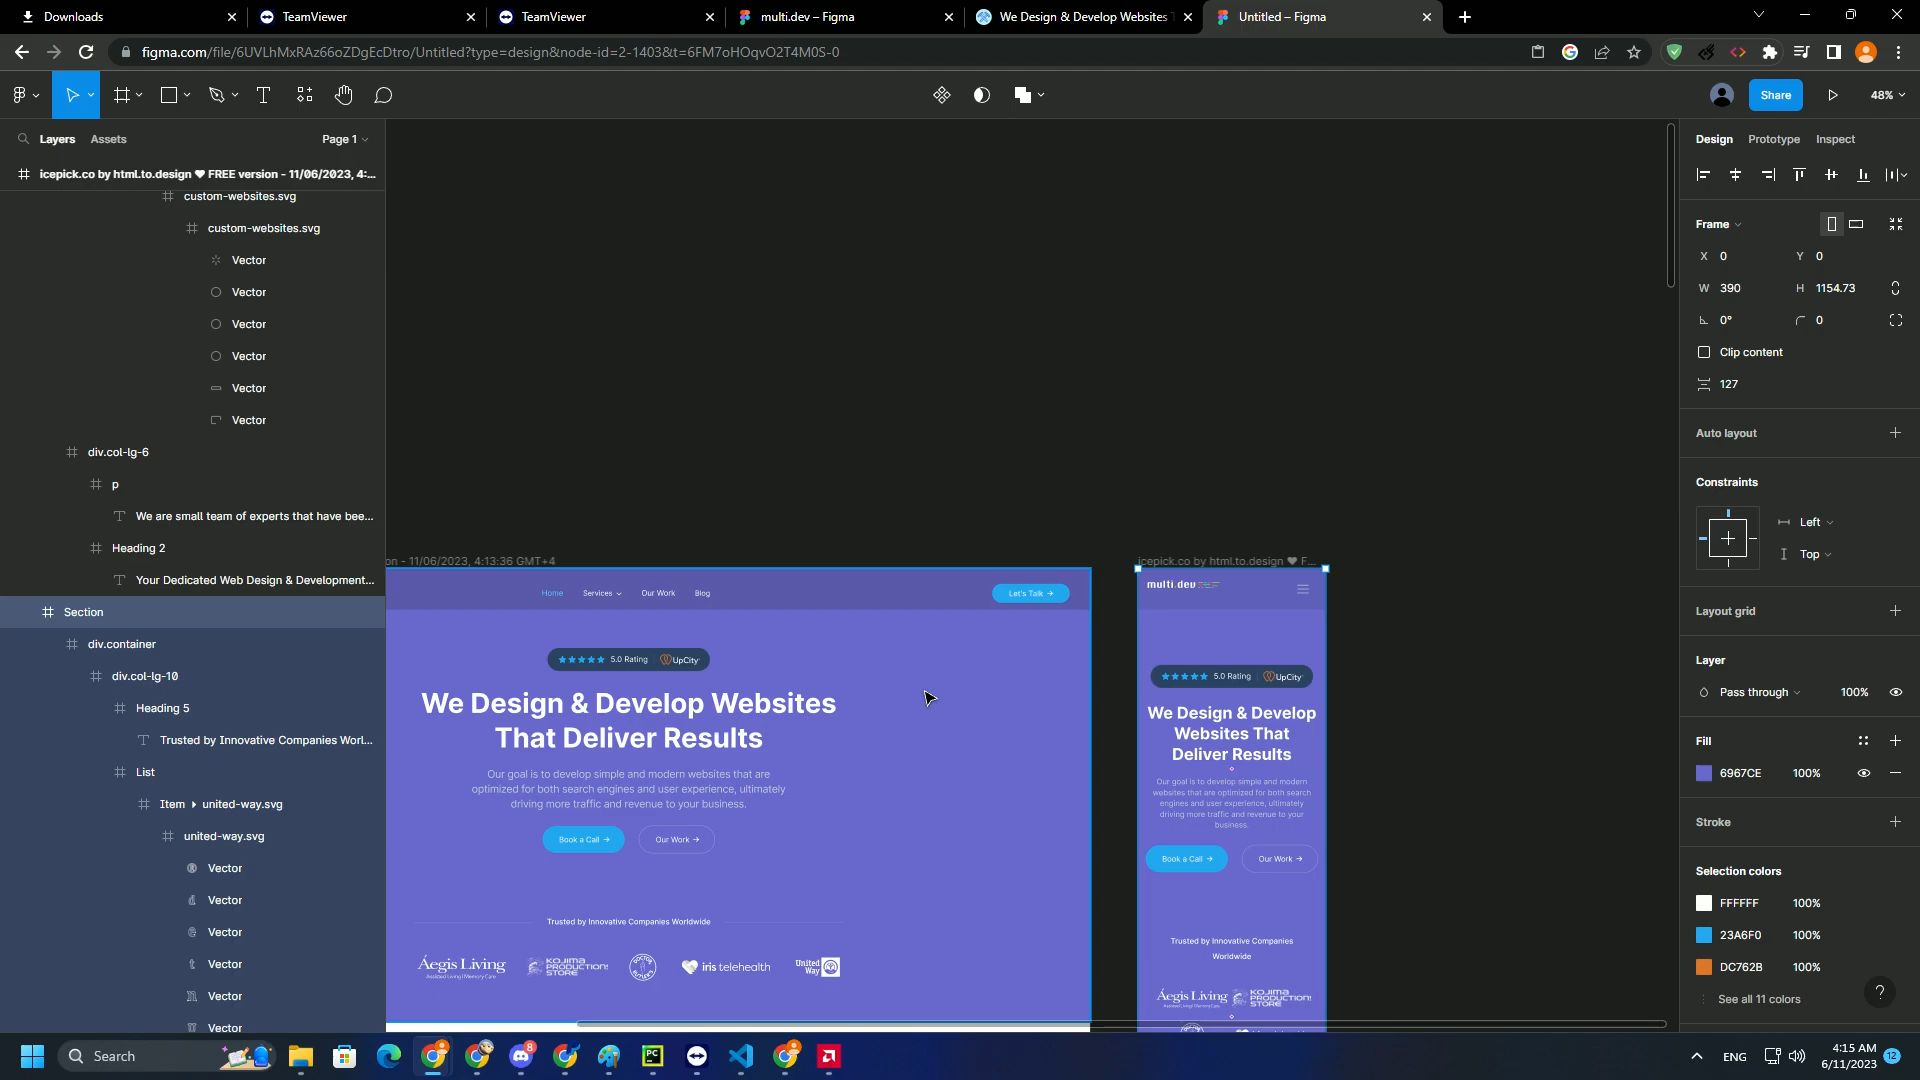 Downloads
TeamViewer
TeamViewer
multi.dev – Figma
We Design & Develop Websites
Untitled – Figma
figma.com/file/6UVLhMxRAz66oZDgEcDtro/Untitled?type=design&node-id=2-1403&t=6FM7oHOqvO2T4M0S-0
Share
48%
Layers
Assets
Page 1
icepick.co by html.to.design ❤ FREE version - 11/06/2023, 4:...
custom-websites.svg
custom-websites.svg
Vector
Vector
Vector
Vector
Vector
Vector
div.col-lg-6
p
We are small team of experts that have bee...
Heading 2
Your Dedicated Web Design & Development...
Section
div.container
div.col-lg-10
Heading 5
Trusted by Innovative Companies Worl...
List
Item ▸ united-way.svg
united-way.svg
Vector
Vector
Vector
Vector
Vector
Vector
on - 11/06/2023, 4:13:36 GMT+4
Home
Services
Our Work
Blog
Let's Talk →
★★★★★ 5.0 Rating
UpCity
We Design & Develop Websites
That Deliver Results
Our goal is to develop simple and modern websites that are
optimized for both search engines and user experience, ultimately
driving more traffic and revenue to your business.
Book a Call →
Our Work →
Trusted by Innovative Companies Worldwide
Ægis Living
KOJIMA
PRODUCTIONS
STORE
iris telehealth
United
Way
icepick.co by html.to.design ❤ F...
multi.dev
★★★★★ 5.0 Rating
UpCity
We Design & Develop
Websites That
Deliver Results
Our goal is to develop simple and modern
websites that are optimized for both search
engines and user experience, ultimately
driving more traffic and revenue to your
business.
Book a Call →
Our Work →
Trusted by Innovative Companies
Worldwide
Ægis Living
KOJIMA
PRODUCTIONS
STORE
Design
Prototype
Inspect
Frame
X 0
Y 0
W 390
H 1154.73
0°
0
Clip content
127
Auto layout
Constraints
Left
Top
Layout grid
Layer
Pass through
100%
Fill
6967CE
100%
Stroke
Selection colors
FFFFFF
100%
23A6F0
100%
DC762B
100%
See all 11 colors
?
Search
8
PC
ENG
4:15 AM
6/11/2023
12